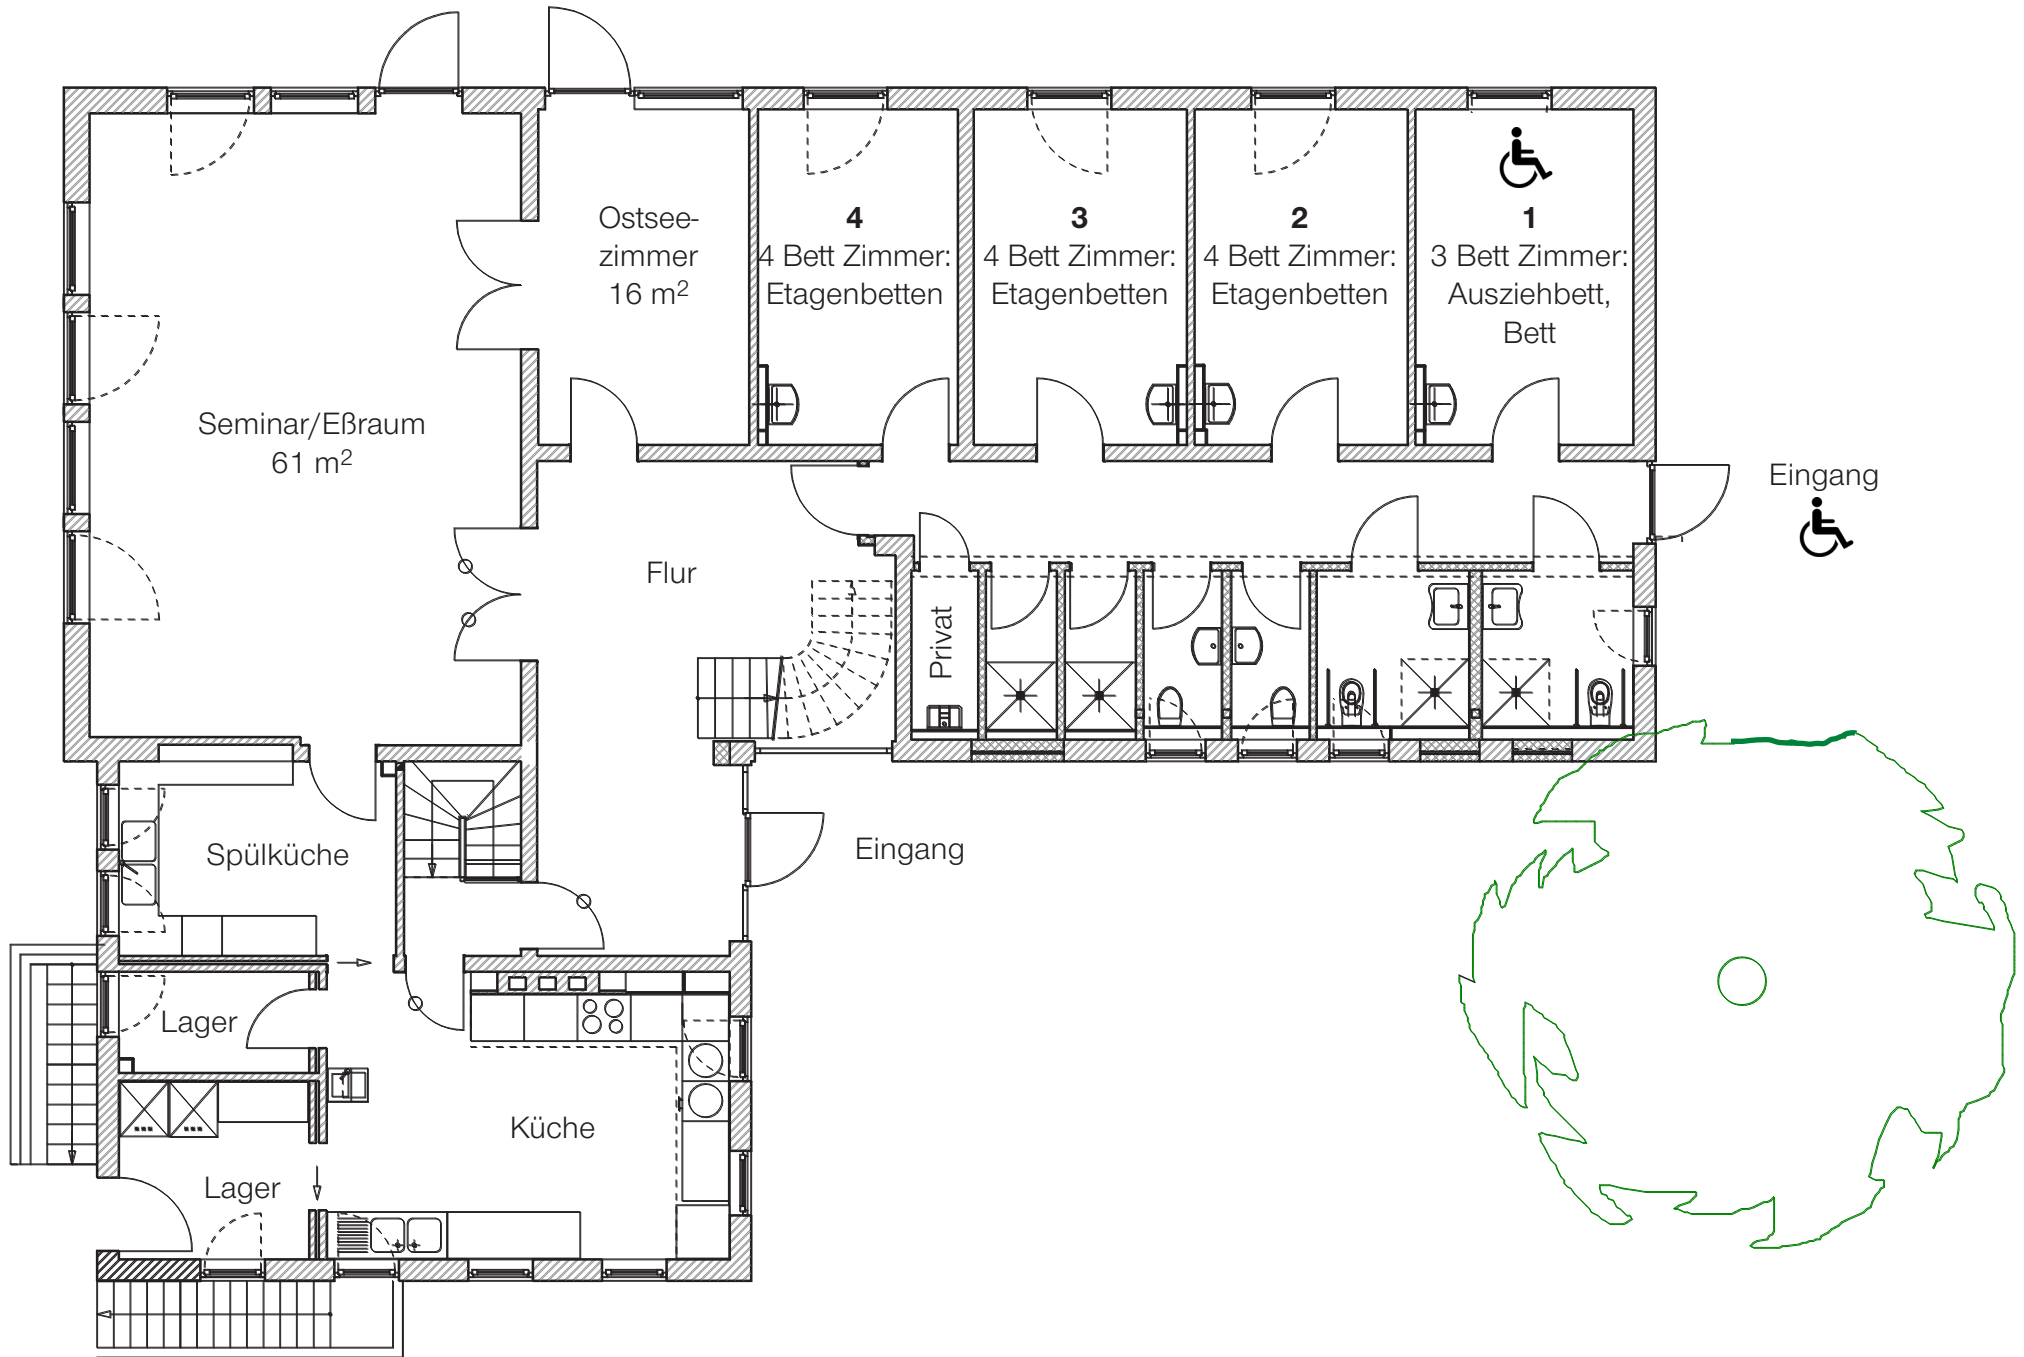 Ostsee-
zimmer
16 m²
4
4 Bett Zimmer:
Etagenbetten
3
4 Bett Zimmer:
Etagenbetten
2
4 Bett Zimmer:
Etagenbetten
1
3 Bett Zimmer:
Ausziehbett,
Bett
Seminar/Eßraum
61 m²
Eingang
Flur
Privat
Spülküche
Eingang
Lager
Küche
Lager